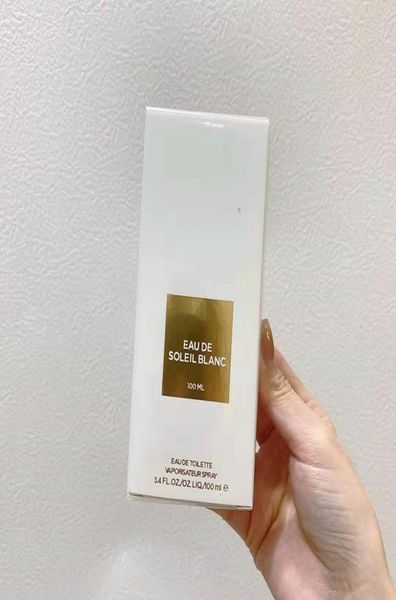 EAU DE
SOLEIL BLANC
100 ML
EAU DE TOILETTE
VAPORISATEUR SPRAY
3.4 FL.OZ/OZ.LIQ/100 ml e